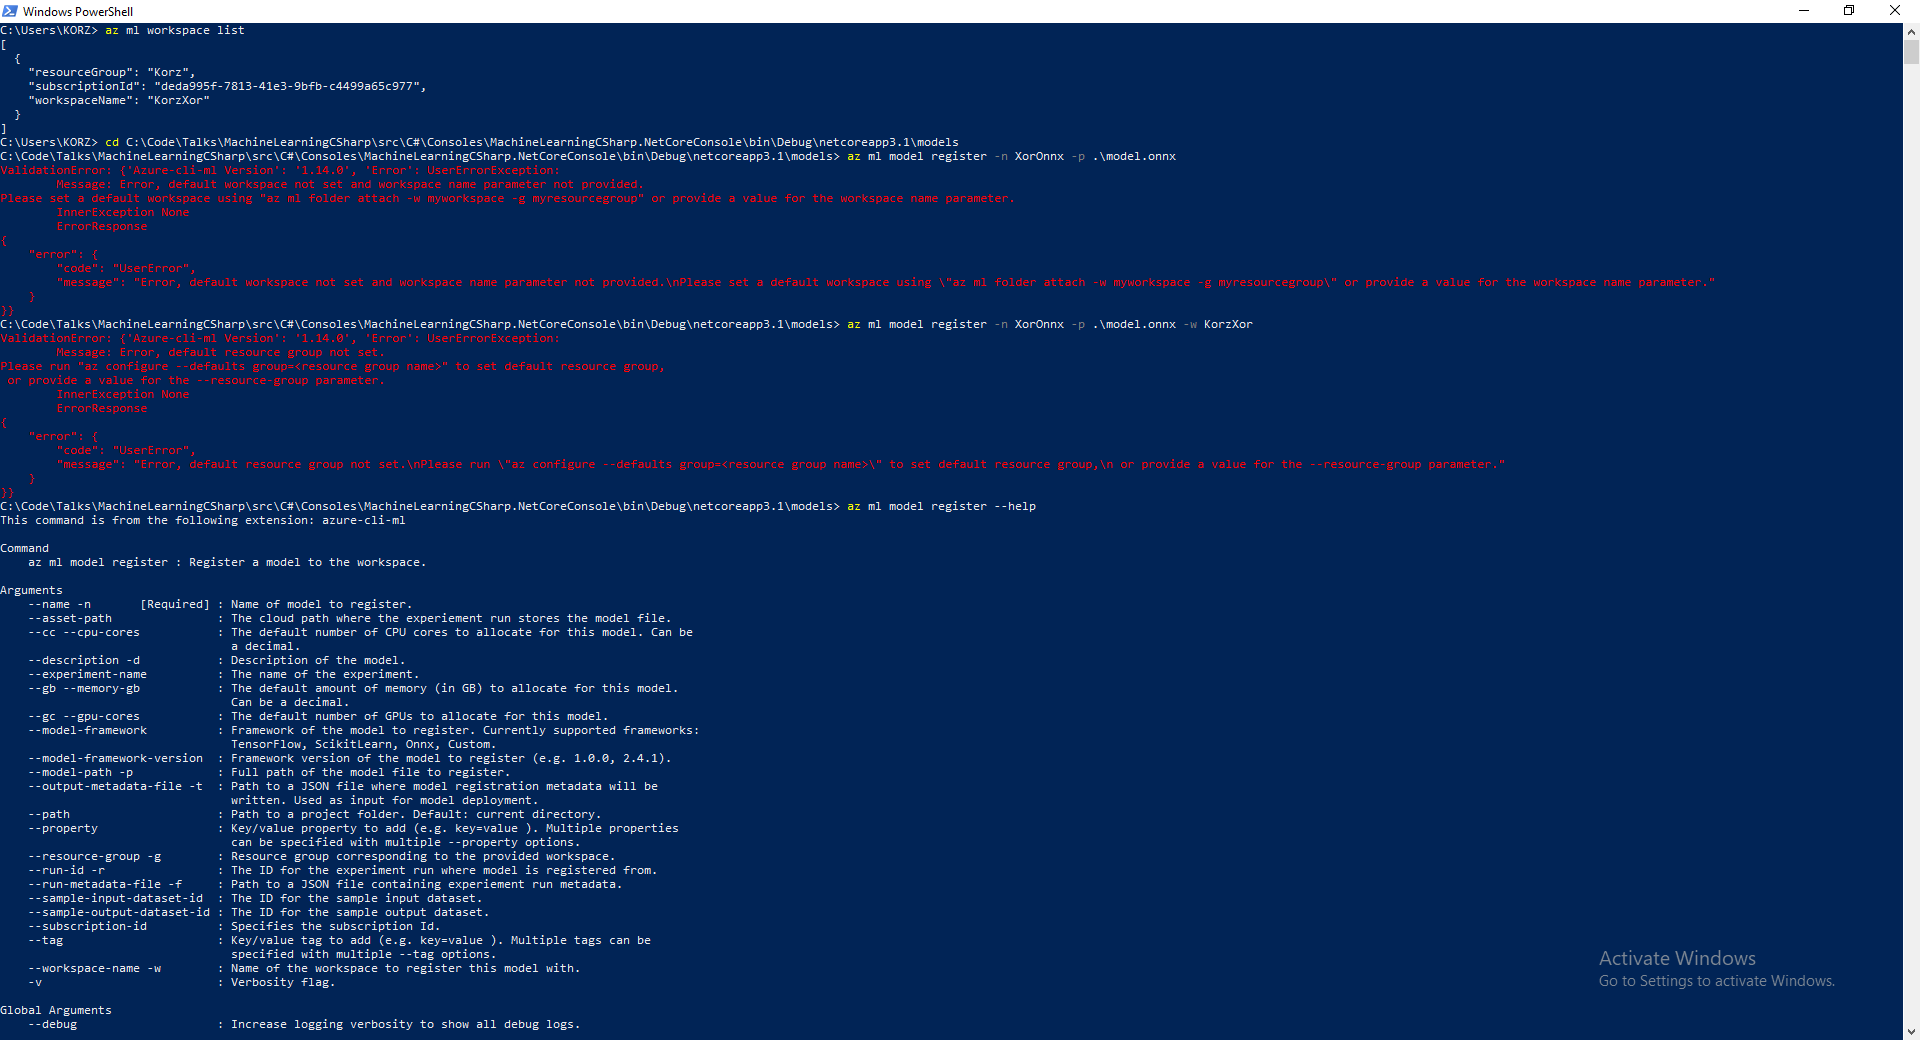 Windows PowerShell
C:\Users\KORZ> az ml workspace list
[
  {
    "resourceGroup": "Korz",
    "subscriptionId": "deda995f-7813-41e3-9bfb-c4499a65c977",
    "workspaceName": "KorzXor"
  }
]
C:\Users\KORZ> cd C:\Code\Talks\MachineLearningCSharp\src\C#\Consoles\MachineLearningCSharp.NetCoreConsole\bin\Debug\netcoreapp3.1\models
C:\Code\Talks\MachineLearningCSharp\src\C#\Consoles\MachineLearningCSharp.NetCoreConsole\bin\Debug\netcoreapp3.1\models> az ml model register -n XorOnnx -p .\model.onnx
ValidationError: {'Azure-cli-ml Version': '1.14.0', 'Error': UserErrorException:
        Message: Error, default workspace not set and workspace name parameter not provided.
Please set a default workspace using "az ml folder attach -w myworkspace -g myresourcegroup" or provide a value for the workspace name parameter.
        InnerException None
        ErrorResponse
{
    "error": {
        "code": "UserError",
        "message": "Error, default workspace not set and workspace name parameter not provided.\nPlease set a default workspace using \"az ml folder attach -w myworkspace -g myresourcegroup\" or provide a value for the workspace name parameter."
    }
}}
C:\Code\Talks\MachineLearningCSharp\src\C#\Consoles\MachineLearningCSharp.NetCoreConsole\bin\Debug\netcoreapp3.1\models> az ml model register -n XorOnnx -p .\model.onnx -w KorzXor
ValidationError: {'Azure-cli-ml Version': '1.14.0', 'Error': UserErrorException:
        Message: Error, default resource group not set.
Please run "az configure --defaults group=<resource group name>" to set default resource group,
 or provide a value for the --resource-group parameter.
        InnerException None
        ErrorResponse
{
    "error": {
        "code": "UserError",
        "message": "Error, default resource group not set.\nPlease run \"az configure --defaults group=<resource group name>\" to set default resource group,\n or provide a value for the --resource-group parameter."
    }
}}
C:\Code\Talks\MachineLearningCSharp\src\C#\Consoles\MachineLearningCSharp.NetCoreConsole\bin\Debug\netcoreapp3.1\models> az ml model register --help
This command is from the following extension: azure-cli-ml

Command
    az ml model register : Register a model to the workspace.

Arguments
    --name -n       [Required] : Name of model to register.
    --asset-path               : The cloud path where the experiement run stores the model file.
    --cc --cpu-cores           : The default number of CPU cores to allocate for this model. Can be
                                 a decimal.
    --description -d           : Description of the model.
    --experiment-name          : The name of the experiment.
    --gb --memory-gb           : The default amount of memory (in GB) to allocate for this model.
                                 Can be a decimal.
    --gc --gpu-cores           : The default number of GPUs to allocate for this model.
    --model-framework          : Framework of the model to register. Currently supported frameworks:
                                 TensorFlow, ScikitLearn, Onnx, Custom.
    --model-framework-version  : Framework version of the model to register (e.g. 1.0.0, 2.4.1).
    --model-path -p            : Full path of the model file to register.
    --output-metadata-file -t  : Path to a JSON file where model registration metadata will be
                                 written. Used as input for model deployment.
    --path                     : Path to a project folder. Default: current directory.
    --property                 : Key/value property to add (e.g. key=value ). Multiple properties
                                 can be specified with multiple --property options.
    --resource-group -g        : Resource group corresponding to the provided workspace.
    --run-id -r                : The ID for the experiment run where model is registered from.
    --run-metadata-file -f     : Path to a JSON file containing experiement run metadata.
    --sample-input-dataset-id  : The ID for the sample input dataset.
    --sample-output-dataset-id : The ID for the sample output dataset.
    --subscription-id          : Specifies the subscription Id.
    --tag                      : Key/value tag to add (e.g. key=value ). Multiple tags can be
                                 specified with multiple --tag options.
    --workspace-name -w        : Name of the workspace to register this model with.
    -v                         : Verbosity flag.

Global Arguments
    --debug                    : Increase logging verbosity to show all debug logs.
Activate Windows
Go to Settings to activate Windows.